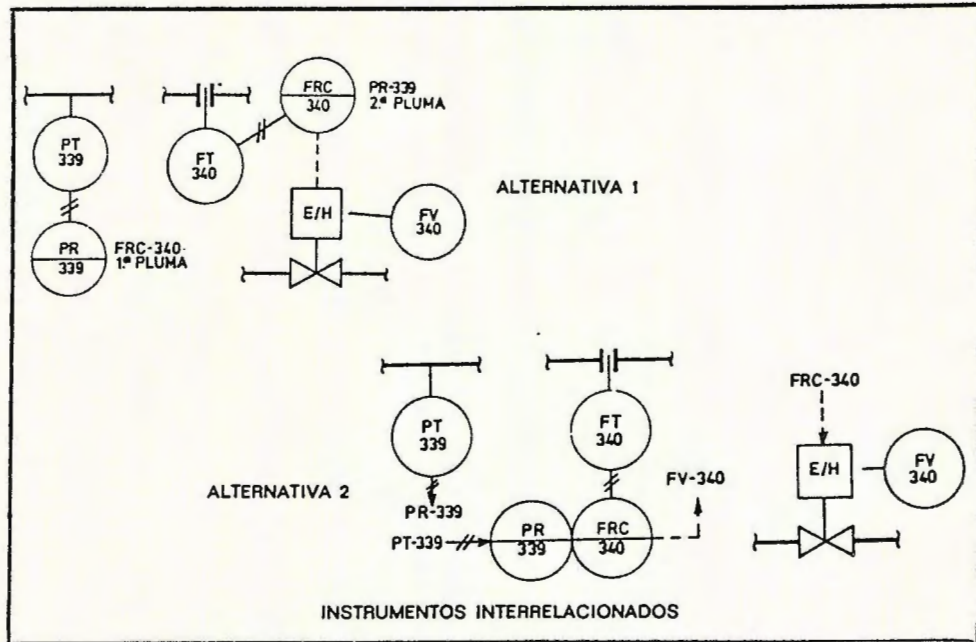 PT
339
PR
339
FRC-340-
1.ª PLUMA
FT
340
FRC
340
PR-339
2.ª PLUMA
E/H
FV
340
ALTERNATIVA 1
ALTERNATIVA 2
PT
339
PR-339
PT-339
PR
339
FT
340
FRC
340
FV-340
FRC-340
E/H
FV
340
INSTRUMENTOS INTERRELACIONADOS